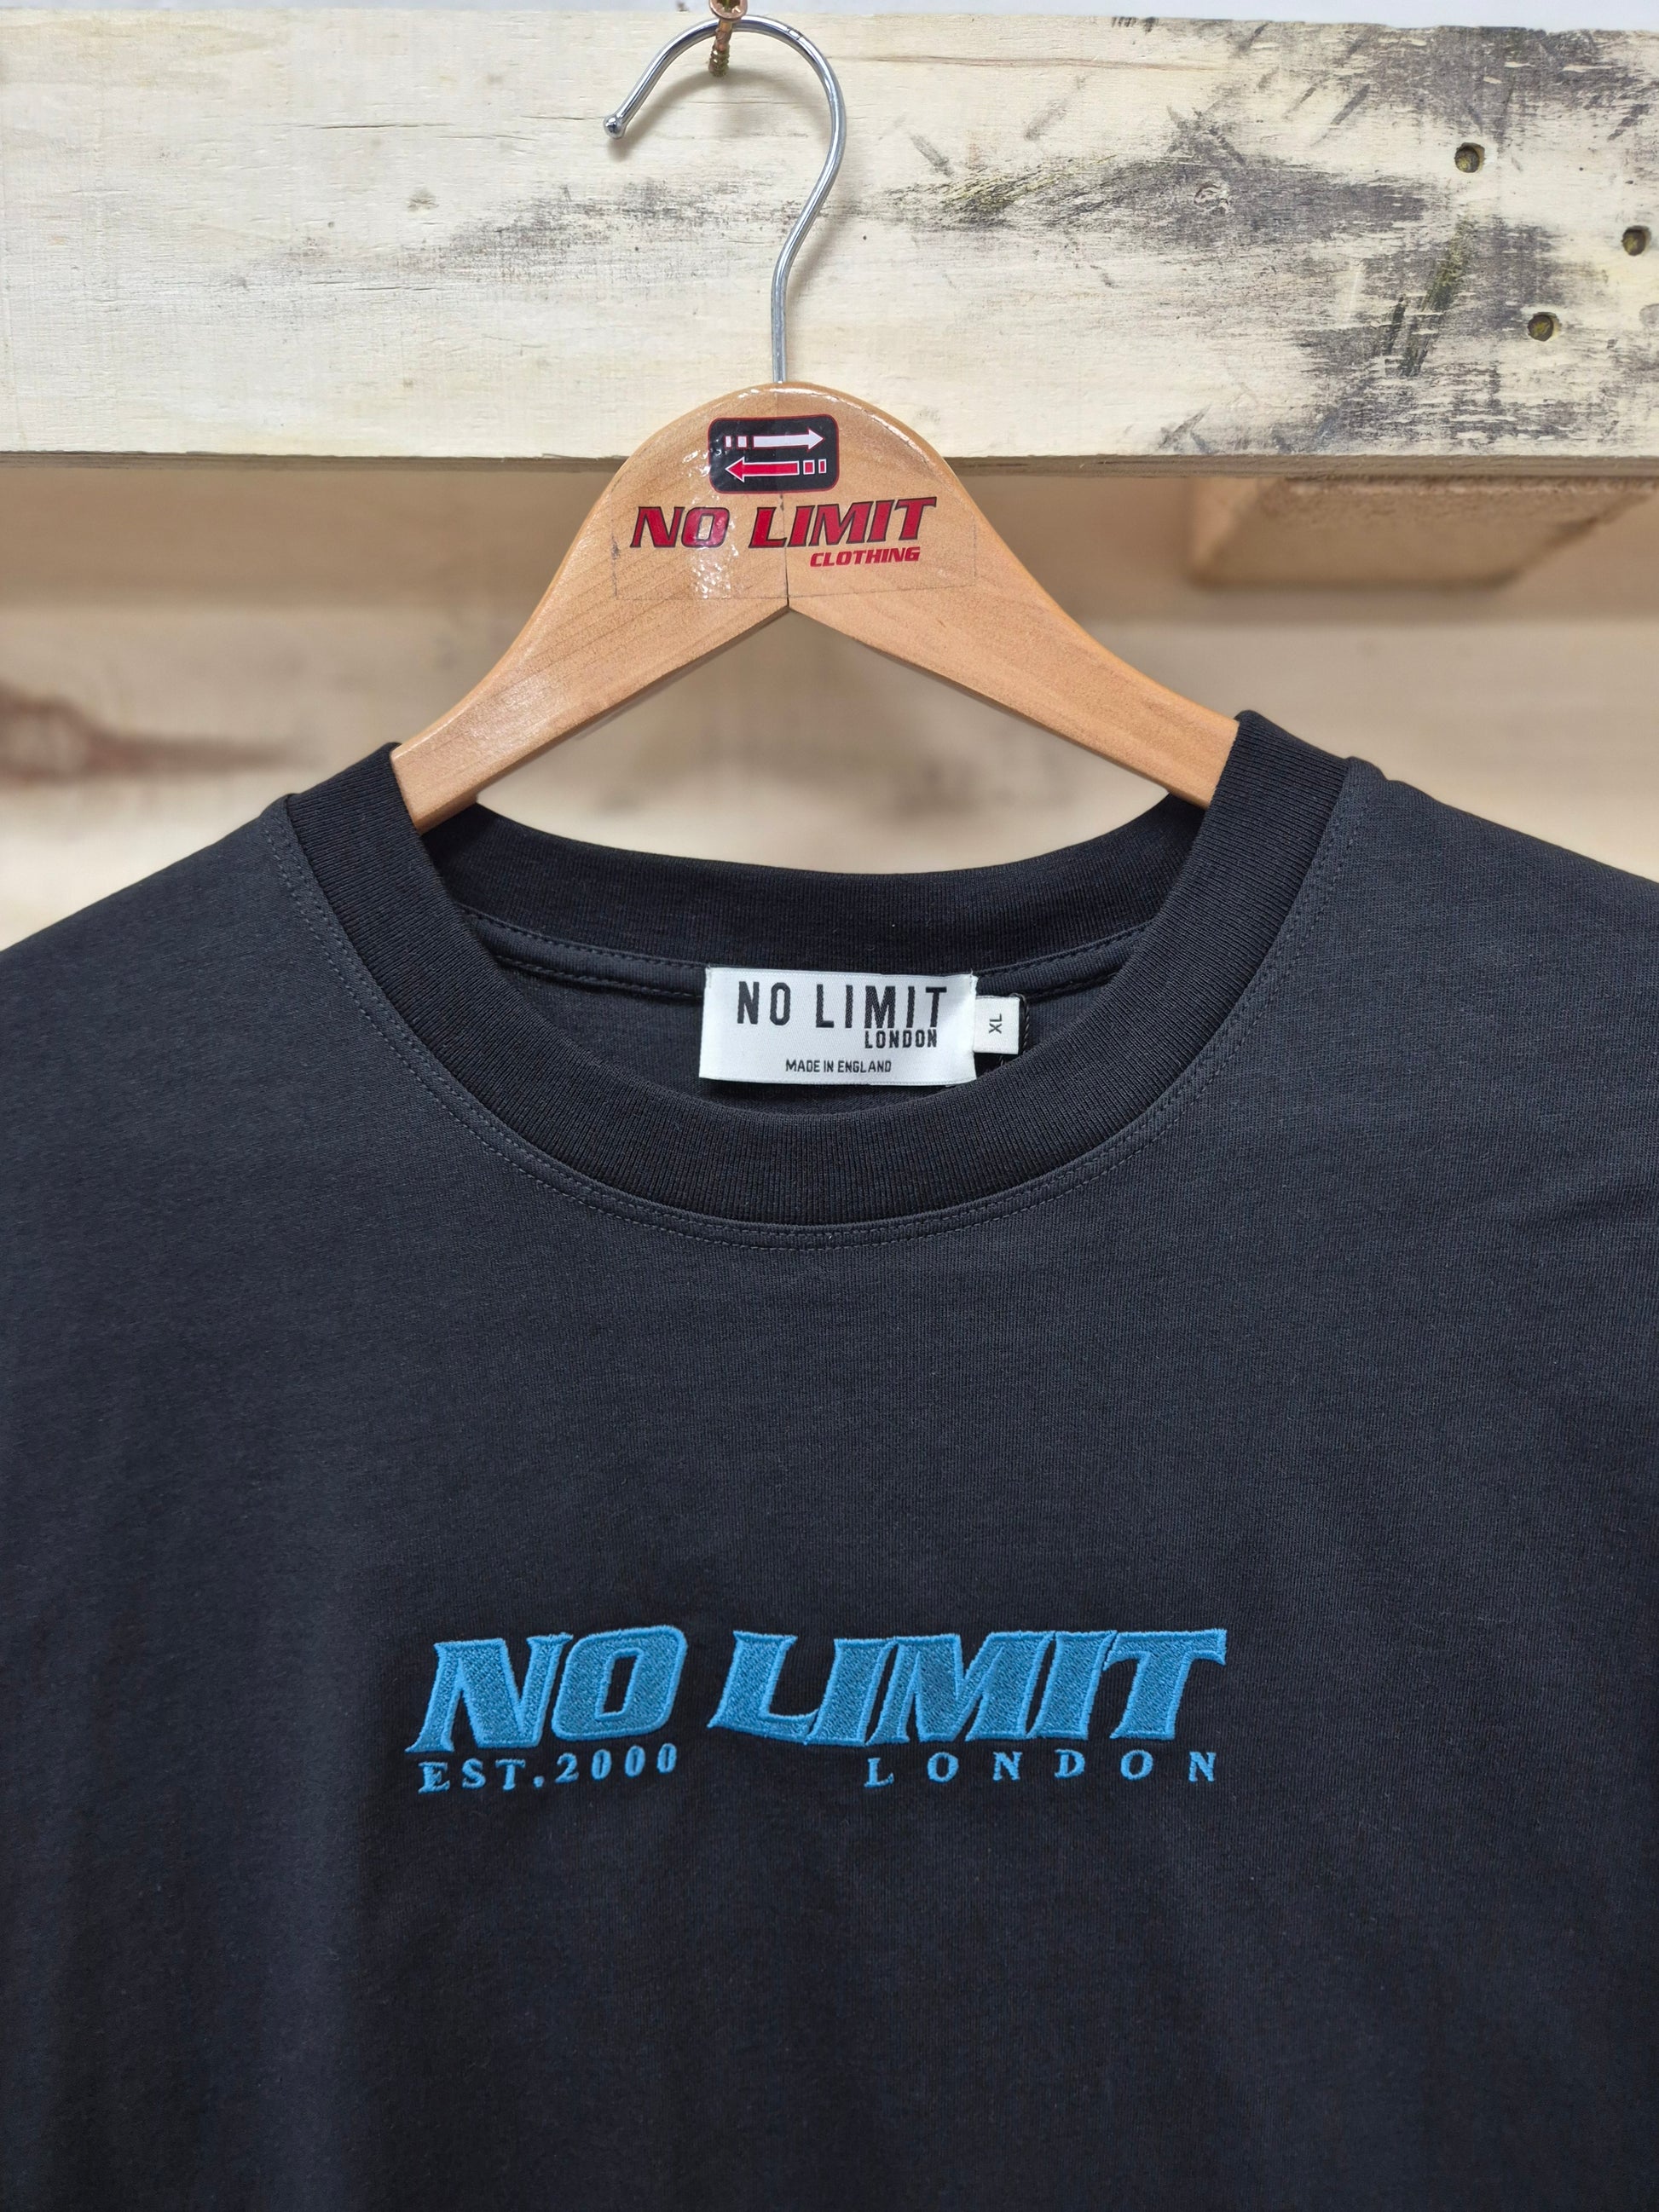 NO LIMIT
CLOTHING
NO LIMIT
LONDON
MADE IN ENGLAND
XL
NO LIMIT
EST.2000 LONDON